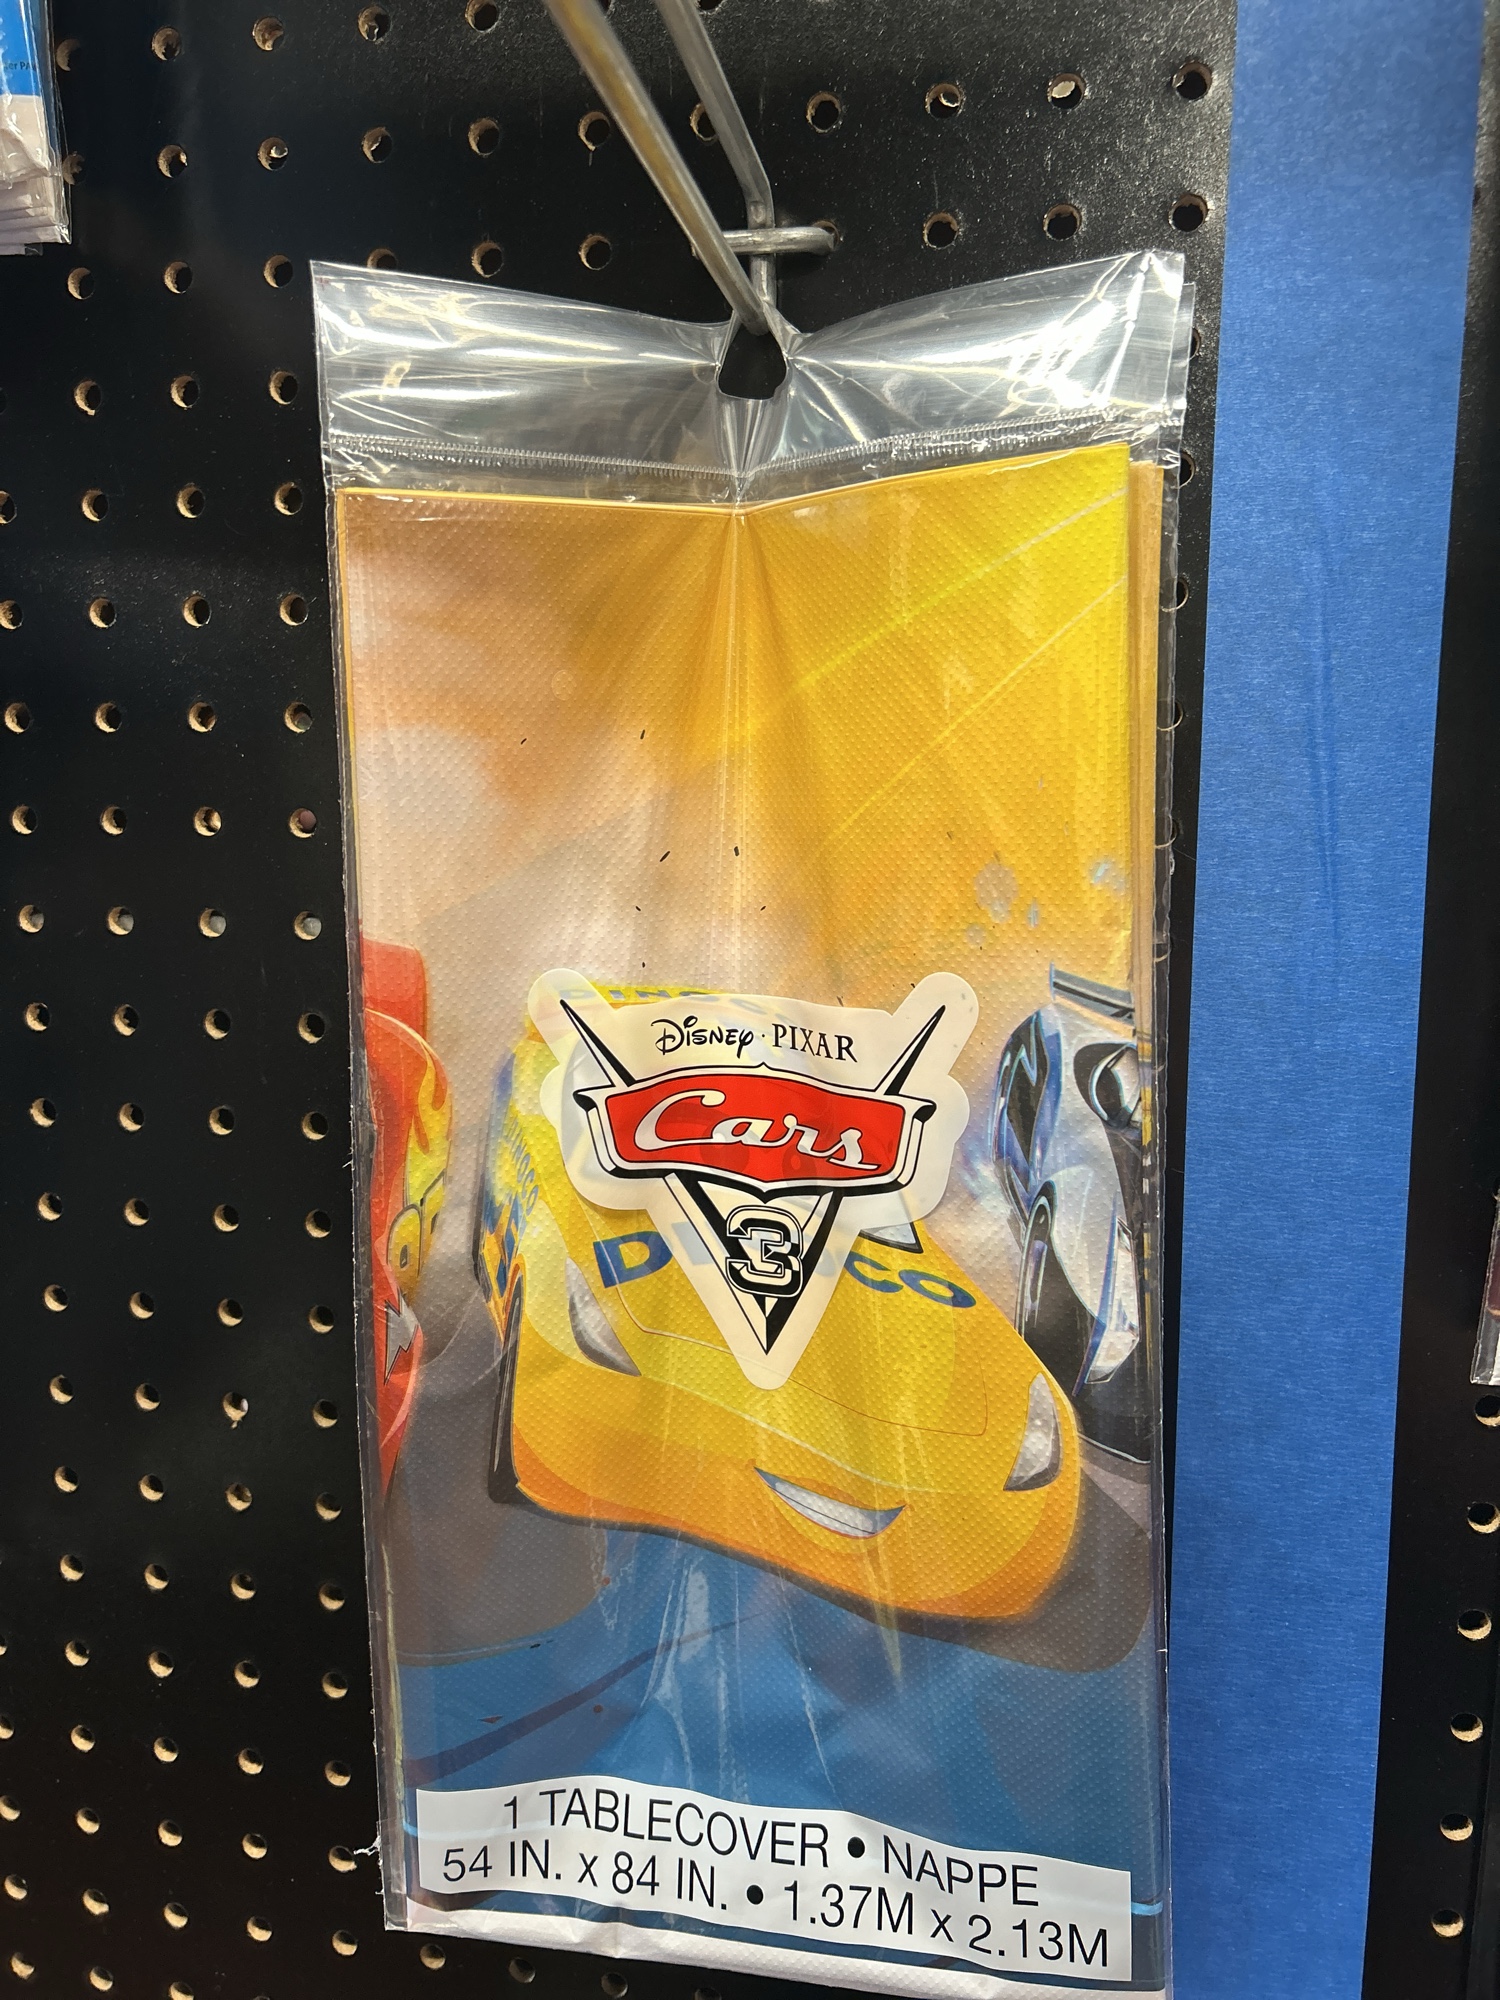 Disney · PIXAR
Cars
3
1 TABLECOVER • NAPPE
54 IN. x 84 IN. • 1.37M x 2.13M